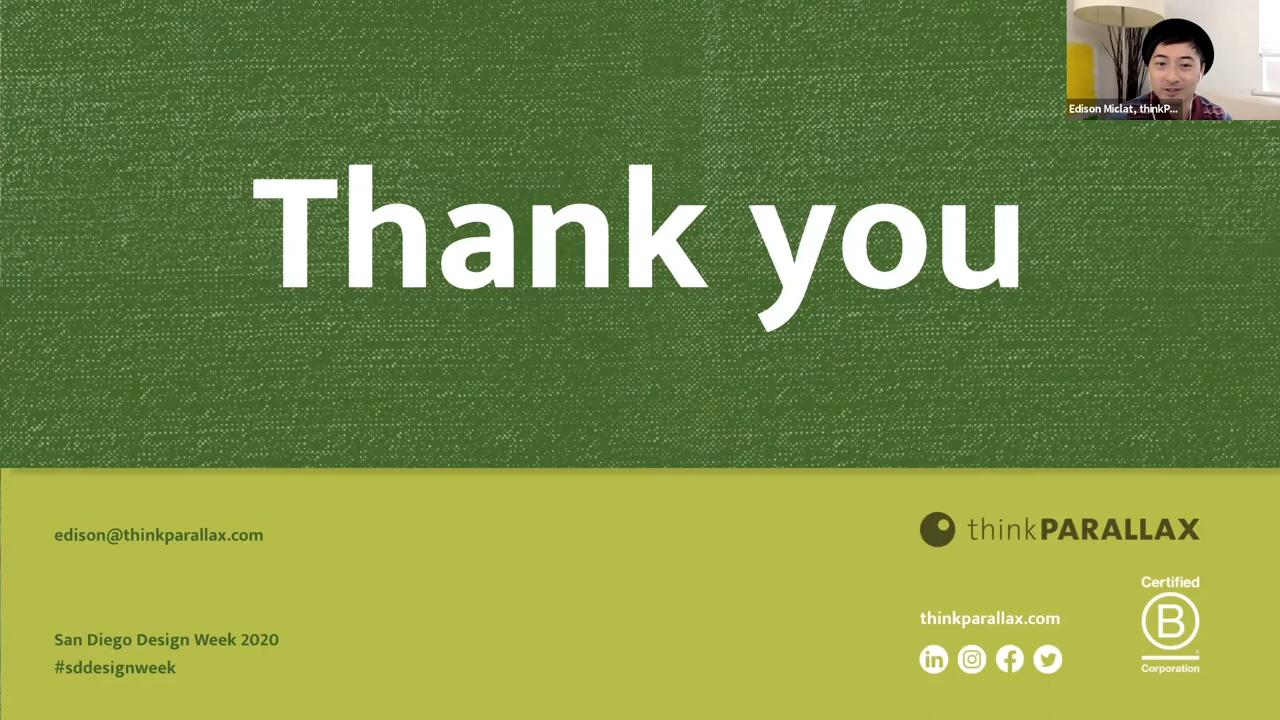 Edison Miclat, thinkP...
Thank you
edison@thinkparallax.com
San Diego Design Week 2020
#sddesignweek
thinkPARALLAX
thinkparallax.com
in
Certified
B
Corporation